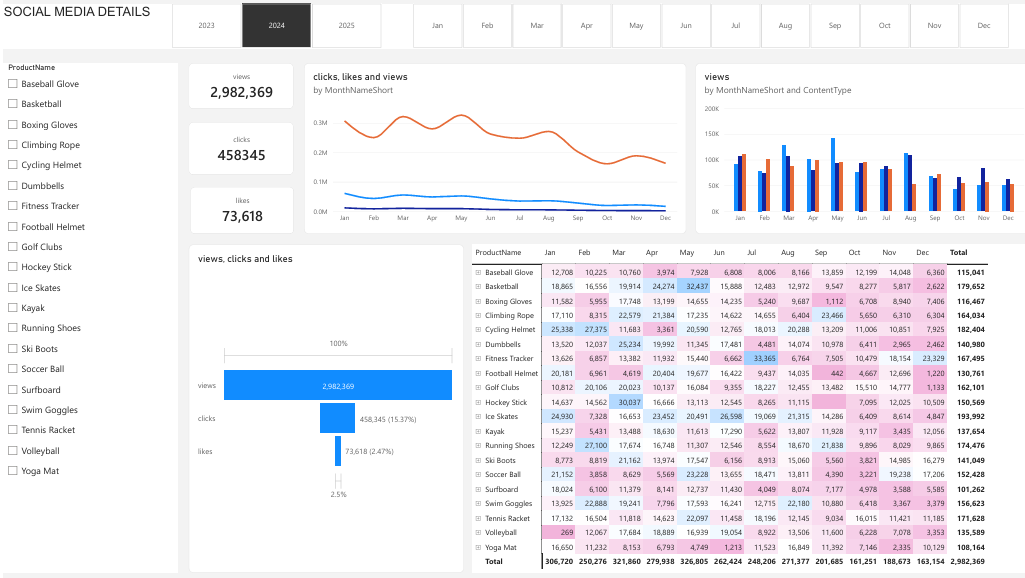 SOCIAL MEDIA DETAILS
2023 2024 2025
Jan Feb Mar Apr May Jun Jul Aug Sep Oct Nov Dec
ProductName
Baseball Glove
Basketball
Boxing Gloves
Climbing Rope
Cycling Helmet
Dumbbells
Fitness Tracker
Football Helmet
Golf Clubs
Hockey Stick
Ice Skates
Kayak
Running Shoes
Ski Boots
Soccer Ball
Surfboard
Swim Goggles
Tennis Racket
Volleyball
Yoga Mat
views
2,982,369
clicks
458345
likes
73,618
clicks, likes and views
by MonthNameShort
0.3M
0.2M
0.1M
0.0M
Jan Feb Mar Apr May Jun Jul Aug Sep Oct Nov Dec
views
by MonthNameShort and ContentType
200K
150K
100K
50K
0K
Jan Feb Mar Apr May Jun Jul Aug Sep Oct Nov Dec
views, clicks and likes
100%
views 2,982,369
clicks 458,345 (15.37%)
likes 73,618 (2.47%)
2.5%
ProductName Jan Feb Mar Apr May Jun Jul Aug Sep Oct Nov Dec Total
Baseball Glove 12,708 10,225 10,760 3,974 7,928 6,808 8,006 8,166 13,859 12,199 14,048 6,360 115,041
Basketball 18,865 16,556 19,914 24,274 32,437 15,888 12,483 12,972 9,547 8,277 5,817 2,622 179,652
Boxing Gloves 11,582 5,955 17,748 13,199 14,655 14,235 5,240 9,687 1,112 6,708 8,940 7,406 116,467
Climbing Rope 17,110 8,315 22,579 21,384 17,235 14,622 14,655 6,404 23,466 5,650 6,310 6,304 164,034
Cycling Helmet 25,338 27,375 11,683 3,361 20,590 12,765 18,013 20,288 13,209 11,006 10,851 7,925 182,404
Dumbbells 13,520 12,037 25,234 19,992 11,345 17,481 4,481 14,074 10,978 6,411 2,965 2,462 140,980
Fitness Tracker 13,626 6,857 13,382 11,932 15,440 6,662 33,365 6,764 7,505 10,479 18,154 23,329 167,495
Football Helmet 20,181 6,961 4,619 20,404 19,677 16,422 9,437 14,035 442 4,667 12,696 1,220 130,761
Golf Clubs 10,812 20,106 20,023 10,137 16,084 9,355 18,227 12,455 13,482 15,510 14,777 1,133 162,101
Hockey Stick 14,637 14,562 30,037 16,666 13,113 12,545 8,265 11,115 7,095 12,025 10,509 150,569
Ice Skates 24,930 7,328 16,653 23,452 20,491 26,598 19,069 21,315 14,286 6,409 8,614 4,847 193,992
Kayak 15,237 5,431 13,488 18,630 11,613 17,290 5,622 13,807 11,928 9,117 3,435 12,056 137,654
Running Shoes 12,249 27,100 17,674 16,748 11,307 12,546 8,554 18,670 21,838 9,896 8,029 9,865 174,476
Ski Boots 8,773 8,819 21,162 13,974 17,547 6,156 8,913 15,060 5,560 3,821 14,985 16,279 141,049
Soccer Ball 21,152 3,858 8,629 5,569 23,228 13,655 18,471 13,811 4,390 3,221 19,238 17,206 152,428
Surfboard 18,024 6,100 11,379 8,141 12,737 11,430 4,049 8,074 7,177 4,978 3,588 5,585 101,262
Swim Goggles 13,925 22,888 19,241 7,796 17,593 16,241 12,715 22,180 10,880 6,418 3,367 3,379 156,623
Tennis Racket 17,132 16,504 11,818 14,623 22,097 11,458 18,196 12,145 9,034 16,015 11,421 11,185 171,628
Volleyball 269 12,067 17,684 18,889 16,939 19,054 8,922 13,506 11,600 6,228 7,078 3,353 135,589
Yoga Mat 16,650 11,232 8,153 6,793 4,749 1,213 11,523 16,849 11,392 7,146 2,335 10,129 108,164
Total 306,720 250,276 321,860 279,938 326,805 262,424 248,206 271,377 201,685 161,251 188,673 163,154 2,982,369